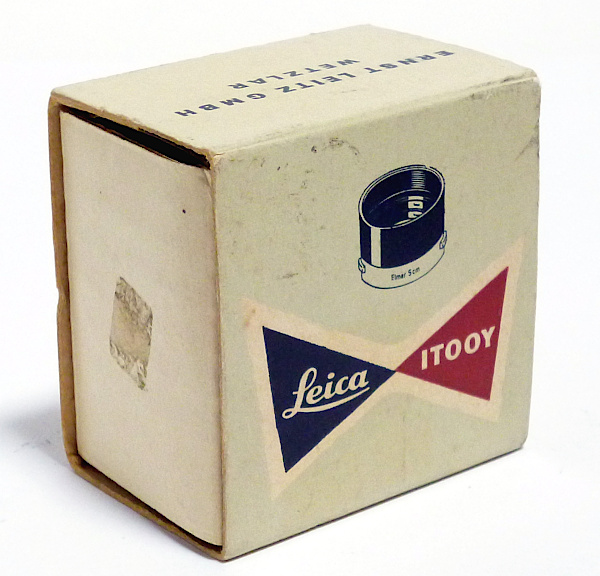 ERNST LEITZ GMBH
WETZLAR
Elmar 5cm
Leica
ITOOY